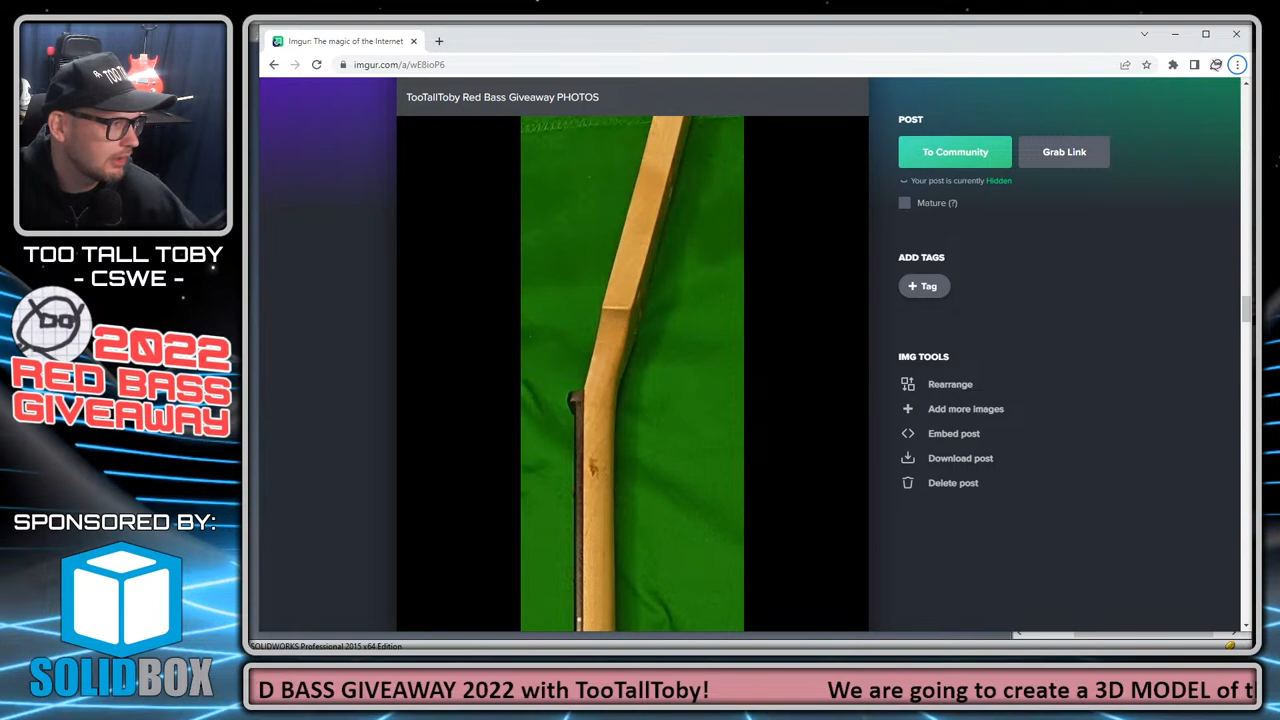 Imgur: The magic of the Internet
imgur.com/a/wE8ioP6
TooTallToby Red Bass Giveaway PHOTOS
POST
To Community
Grab Link
Your post is currently Hidden
Mature (?)
ADD TAGS
+ Tag
IMG TOOLS
Rearrange
Add more images
Embed post
Download post
Delete post
SOLIDWORKS Professional 2015 x64 Edition
TOO TALL TOBY
- CSWE -
2022
RED BASS
GIVEAWAY
SPONSORED BY:
SOLIDBOX
D BASS GIVEAWAY 2022 with TooTallToby!
We are going to create a 3D MODEL of